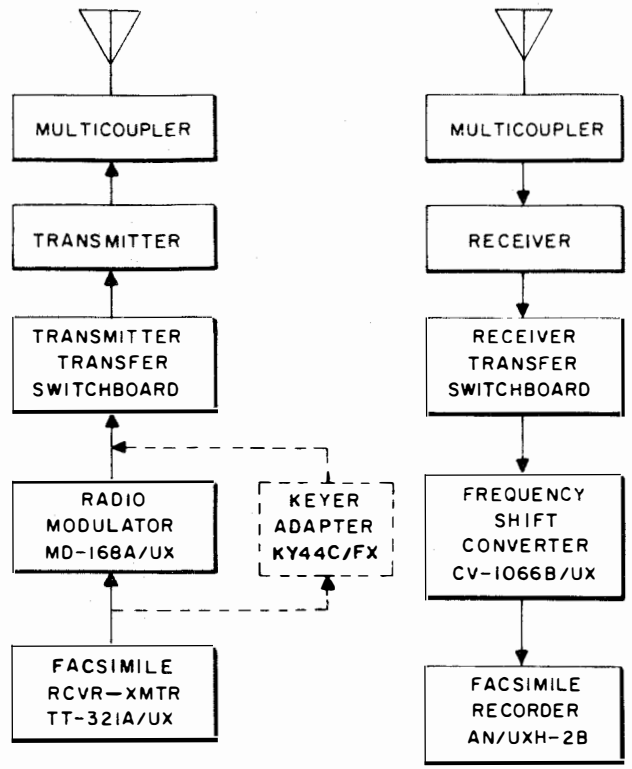 MULTICOUPLER
TRANSMITTER
TRANSMITTER
TRANSFER
SWITCHBOARD
RADIO
MODULATOR
MD-168A/UX
KEYER
ADAPTER
KY44C/FX
FACSIMILE
RCVR-XMTR
TT-321A/UX
MULTICOUPLER
RECEIVER
RECEIVER
TRANSFER
SWITCHBOARD
FREQUENCY
SHIFT
CONVERTER
CV-1066B/UX
FACSIMILE
RECORDER
AN/UXH-2B